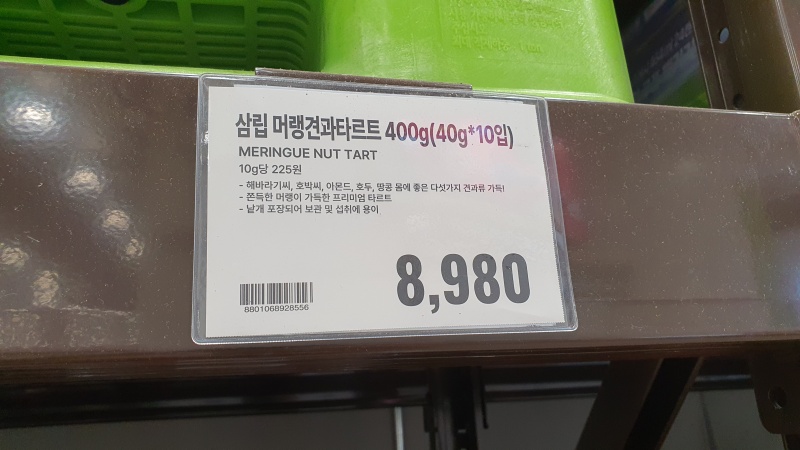 삼립 머랭견과타르트 400g(40g*10입)
MERINGUE NUT TART
10g당 225원
- 해바라기씨, 호박씨, 아몬드, 호두, 땅콩 몸에 좋은 다섯가지 견과류 가득!
- 쫀득한 머랭이 가득한 프리미엄 타르트
- 낱개 포장되어 보관 및 섭취에 용이
8,980
8801068928556